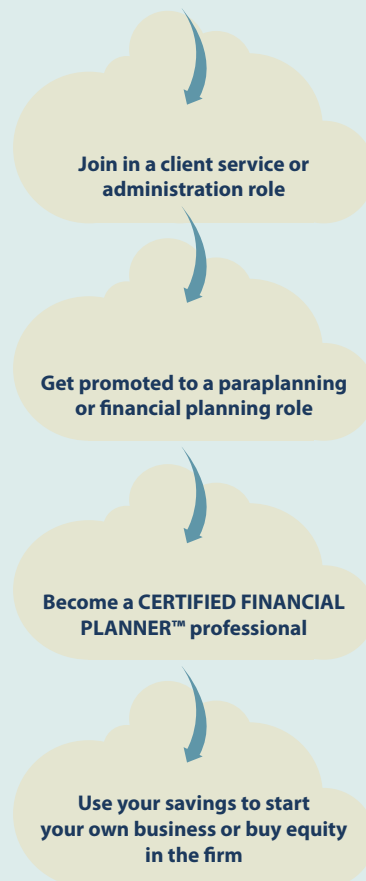 Join in a client service or
administration role
Get promoted to a paraplanning
or financial planning role
Become a CERTIFIED FINANCIAL
PLANNER™ professional
Use your savings to start
your own business or buy equity
in the firm